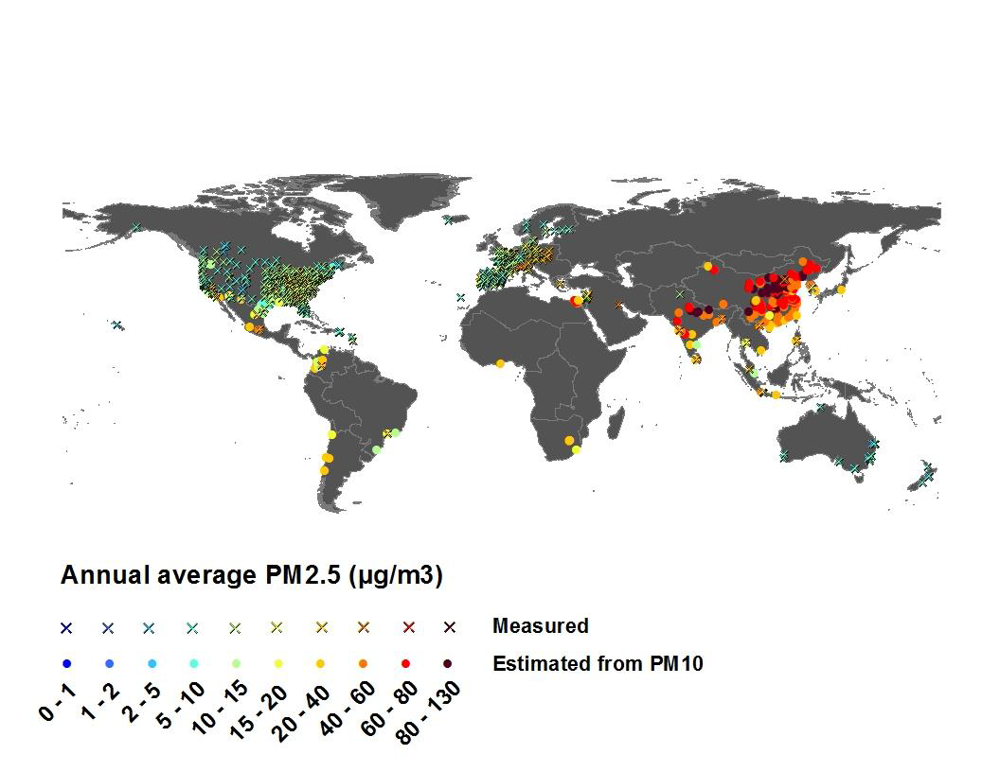 Annual average PM2.5 (µg/m3)
Measured
Estimated from PM10
0 - 1
1 - 2
2 - 5
5 - 10
10 - 15
15 - 20
20 - 40
40 - 60
60 - 80
80 - 130